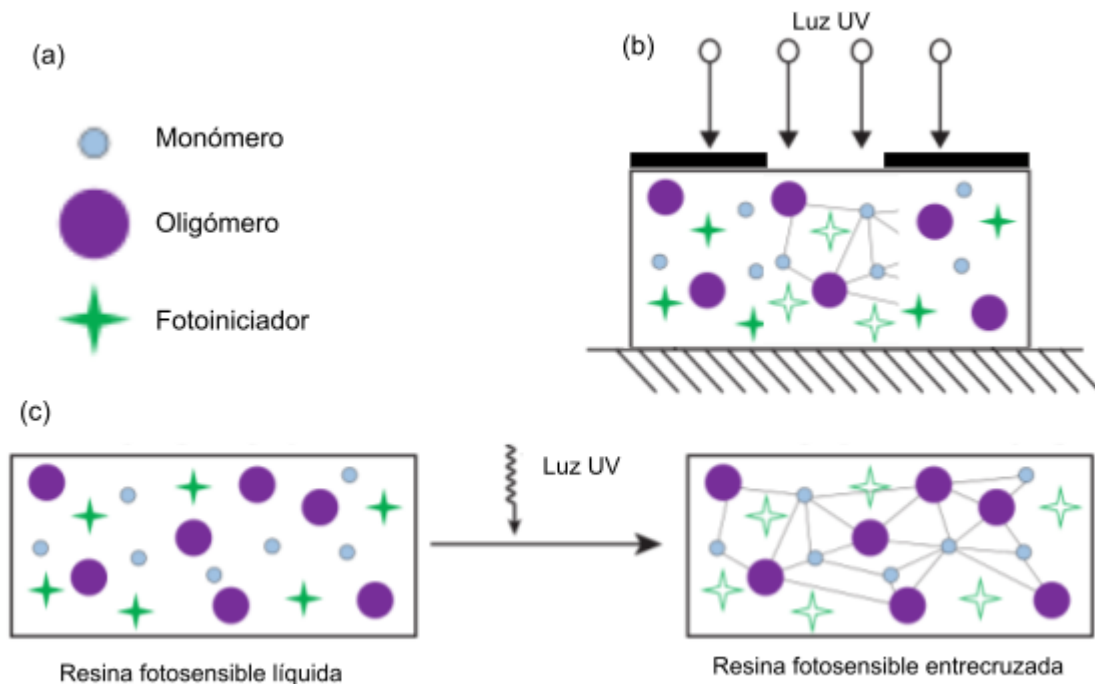 (a)
Monómero
Oligómero
Fotoiniciador
(b)
Luz UV
(c)
Luz UV
Resina fotosensible líquida
Resina fotosensible entrecruzada